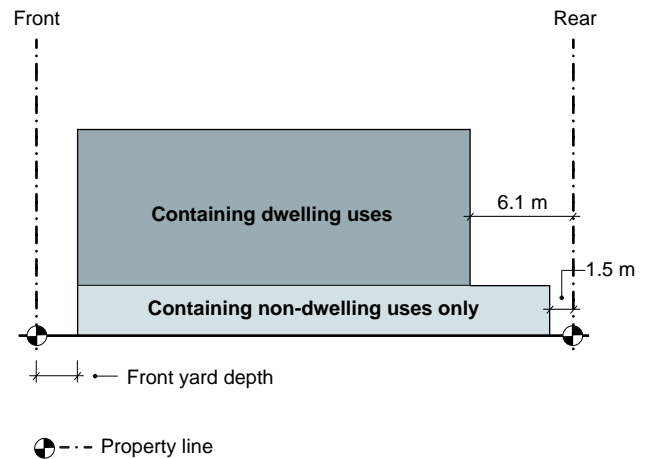 Front
Rear
Containing dwelling uses
6.1 m
1.5 m
Containing non-dwelling uses only
Front yard depth
Property line